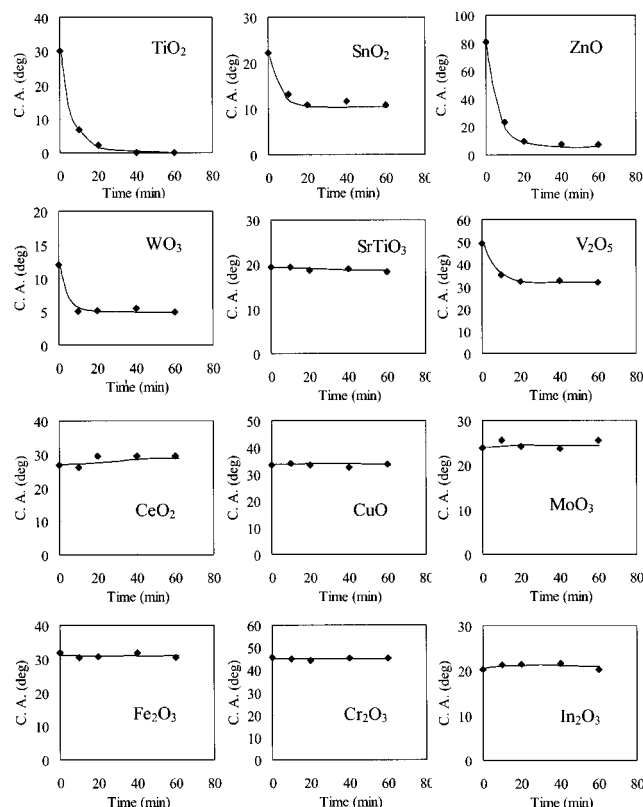 TiO₂
C. A. (deg)
40
30
20
10
0
0 20 40 60 80
Time (min)
SnO₂
C. A. (deg)
30
20
10
0
0 20 40 60 80
Time (min)
ZnO
C. A. (deg)
100
80
60
40
20
0
0 20 40 60 80
Time (min)
WO₃
C. A. (deg)
20
15
10
5
0
0 20 40 60 80
Time (min)
SrTiO₃
C. A. (deg)
30
20
10
0
0 20 40 60 80
Time (min)
V₂O₅
C. A. (deg)
60
50
40
30
20
10
0
0 20 40 60 80
Time (min)
CeO₂
C. A. (deg)
40
30
20
10
0
0 20 40 60 80
Time (min)
CuO
C. A. (deg)
50
40
30
20
10
0
0 20 40 60 80
Time (min)
MoO₃
C. A. (deg)
30
20
10
0
0 20 40 60 80
Time (min)
Fe₂O₃
C. A. (deg)
40
30
20
10
0
0 20 40 60 80
Time (min)
Cr₂O₃
C. A. (deg)
60
50
40
30
20
10
0
0 20 40 60 80
Time (min)
In₂O₃
C. A. (deg)
30
20
10
0
0 20 40 60 80
Time (min)